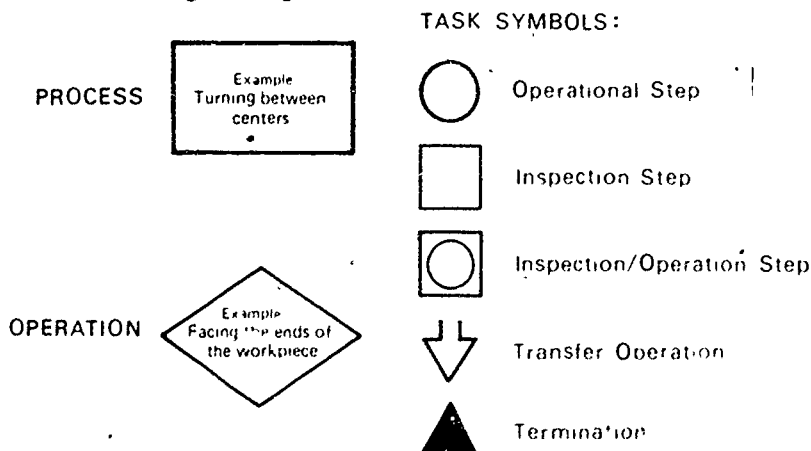 TASK SYMBOLS:
PROCESS
Example
Turning between
centers
Operational Step
Inspection Step
Inspection/Operation Step
OPERATION
Example
Facing the ends of
the workpiece
Transfer Operation
Termination